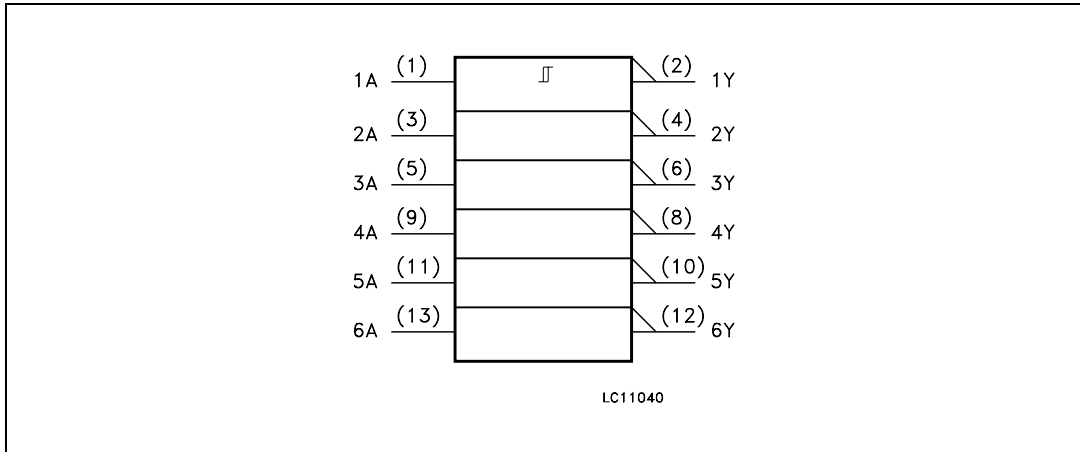 1A (1) (2) 1Y
2A (3) (4) 2Y
3A (5) (6) 3Y
4A (9) (8) 4Y
5A (11) (10) 5Y
6A (13) (12) 6Y
LC11040